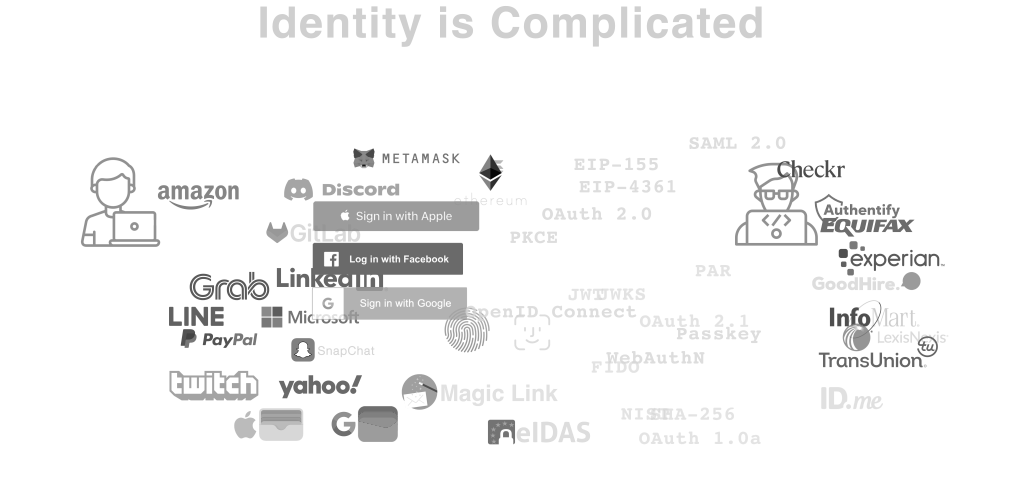 Identity is Complicated
SAML 2.0
METAMASK
EIP-155
Checkr
EIP-4361
amazon
Discord
ethereum
Authentify
Sign in with Apple
OAuth 2.0
EQUIFAX
GitLab
PKCE
Log in with Facebook
experian
PAR
LinkedIn
GoodHire
Grab
JWT
JWKS
G
Sign in with Google
OpenID Connect
LINE
Microsoft
OAuth 2.1
InfoMart
PayPal
Passkey
LexisNexis
SnapChat
WebAuthN
tu
TransUnion
FIDO
twitch
yahoo!
Magic Link
ID.me
NIST
SHA-256
G
eIDAS
OAuth 1.0a